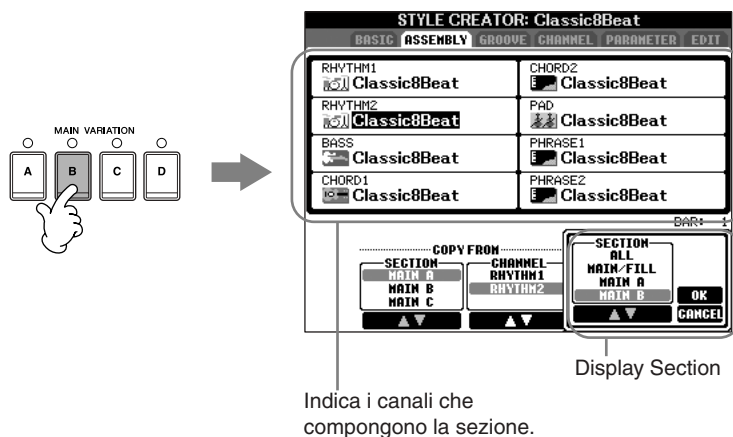 STYLE CREATOR: Classic8Beat
BASIC ASSEMBLY GROOVE CHANNEL PARAMETER EDIT
RHYTHM1
Classic8Beat
CHORD2
Classic8Beat
RHYTHM2
Classic8Beat
PAD
Classic8Beat
BASS
Classic8Beat
PHRASE1
Classic8Beat
CHORD1
Classic8Beat
PHRASE2
Classic8Beat
MAIN VARIATION
A B C D
BAR: 1
COPY FROM
SECTION
MAIN A
MAIN B
MAIN C
CHANNEL
RHYTHM1
RHYTHM2
SECTION
ALL
MAIN/FILL
MAIN A
MAIN B
OK
CANCEL
Display Section
Indica i canali che
compongono la sezione.